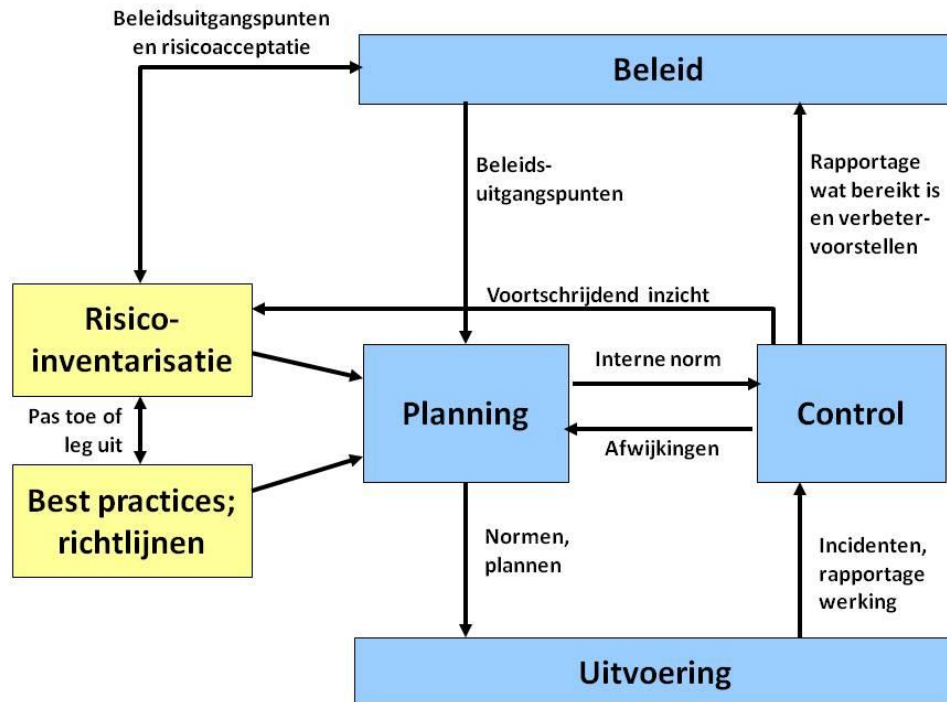 Beleidsuitgangspunten
en risicoacceptatie
Beleid
Beleids-
uitgangspunten
Rapportage
wat bereikt is
en verbeter-
voorstellen
Voortschrijdend inzicht
Risico-
inventarisatie
Interne norm
Planning
Control
Pas toe of
leg uit
Afwijkingen
Best practices;
richtlijnen
Normen,
plannen
Incidenten,
rapportage
werking
Uitvoering